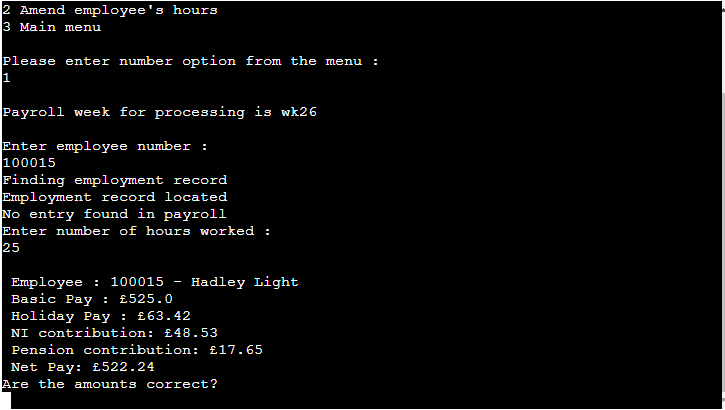 2 Amend employee's hours
3 Main menu
Please enter number option from the menu :
1
Payroll week for processing is wk26
Enter employee number :
100015
Finding employment record
Employment record located
No entry found in payroll
Enter number of hours worked :
25
Employee : 100015 - Hadley Light
Basic Pay : £525.0
Holiday Pay : £63.42
NI contribution: £48.53
Pension contribution: £17.65
Net Pay: £522.24
Are the amounts correct?